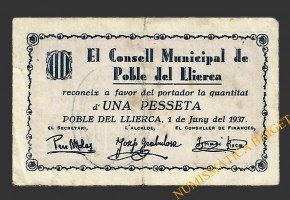 El Consell Municipal de
Poble del Llierca
reconeix a favor del portador la quantitat
d'UNA PESSETA
POBLE DEL LLIERCA, 1 de Juny del 1937.
EL SECRETARI, L'ALCALDE, EL CONSELLER DE FINANCES,